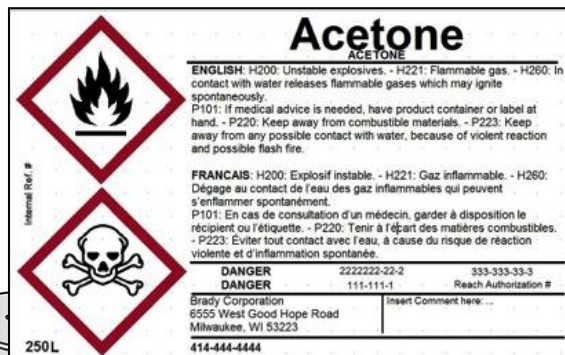 Acetone
ACETONE
ENGLISH: H200: Unstable explosives. - H221: Flammable gas. - H260: In
contact with water releases flammable gases which may ignite
spontaneously.
P101: If medical advice is needed, have product container or label at
hand. - P220: Keep away from combustible materials. - P223: Keep
away from any possible contact with water, because of violent reaction
and possible flash fire.
FRANCAIS: H200: Explosif instable. - H221: Gaz inflammable. - H260:
Dégage au contact de l'eau des gaz inflammables qui peuvent
s'enflammer spontanément.
P101: En cas de consultation d'un médecin, garder à disposition le
récipient ou l'étiquette. - P220: Tenir à l'écart des matières combustibles.
- P223: Éviter tout contact avec l'eau, à cause du risque de réaction
violente et d'inflammation spontanée.
DANGER 2222222-22-2 333-333-33-3
DANGER 111-111-1 Reach Authorization #
Brady Corporation Insert Comment here: ...
6555 West Good Hope Road
Milwaukee, WI 53223
414-444-4444
Internal Ref. #
250L